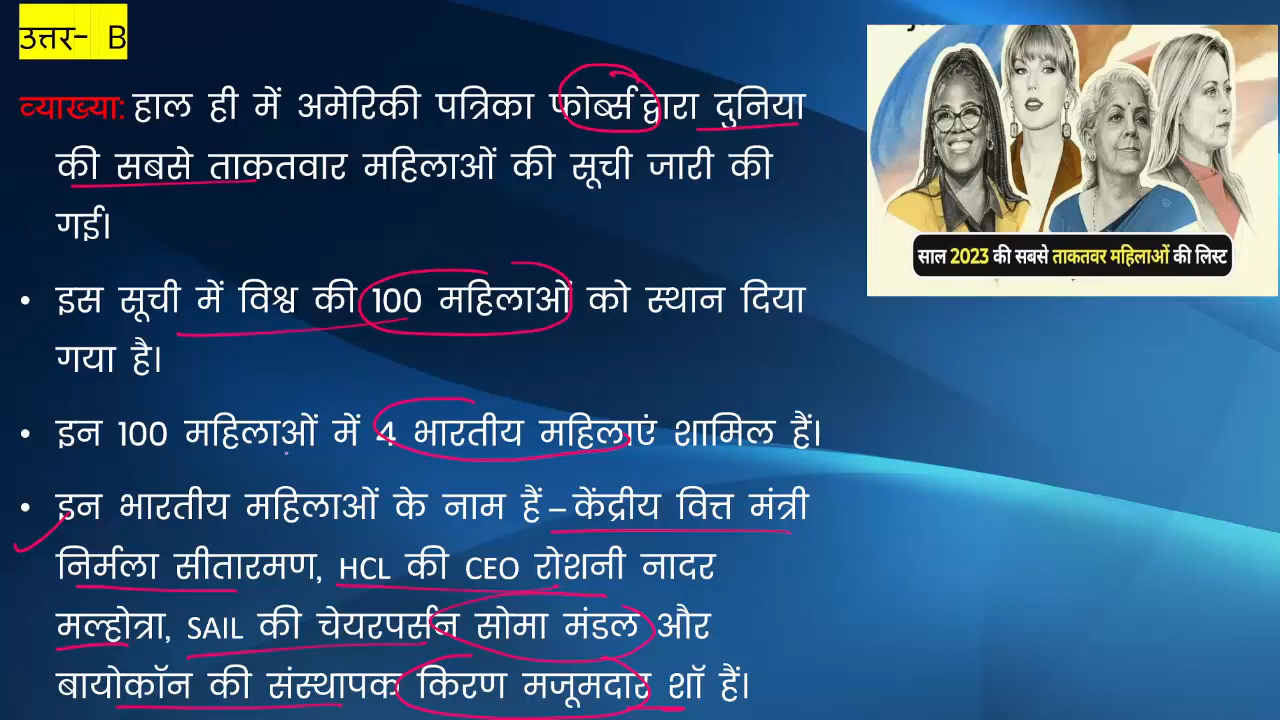 उत्तर- B
व्याख्या: हाल ही में अमेरिकी पत्रिका फोर्ब्स द्वारा दुनिया
की सबसे ताकतवार महिलाओं की सूची जारी की
गई।
• इस सूची में विश्व की 100 महिलाओं को स्थान दिया
गया है।
• इन 100 महिलाओं में 4 भारतीय महिलाएं शामिल हैं।
• इन भारतीय महिलाओं के नाम हैं – केंद्रीय वित्त मंत्री
निर्मला सीतारमण, HCL की CEO रोशनी नादर
मल्होत्रा, SAIL की चेयरपर्सन सोमा मंडल और
बायोकॉन की संस्थापक किरण मजूमदार शॉ हैं।
साल 2023 की सबसे ताकतवर महिलाओं की लिस्ट